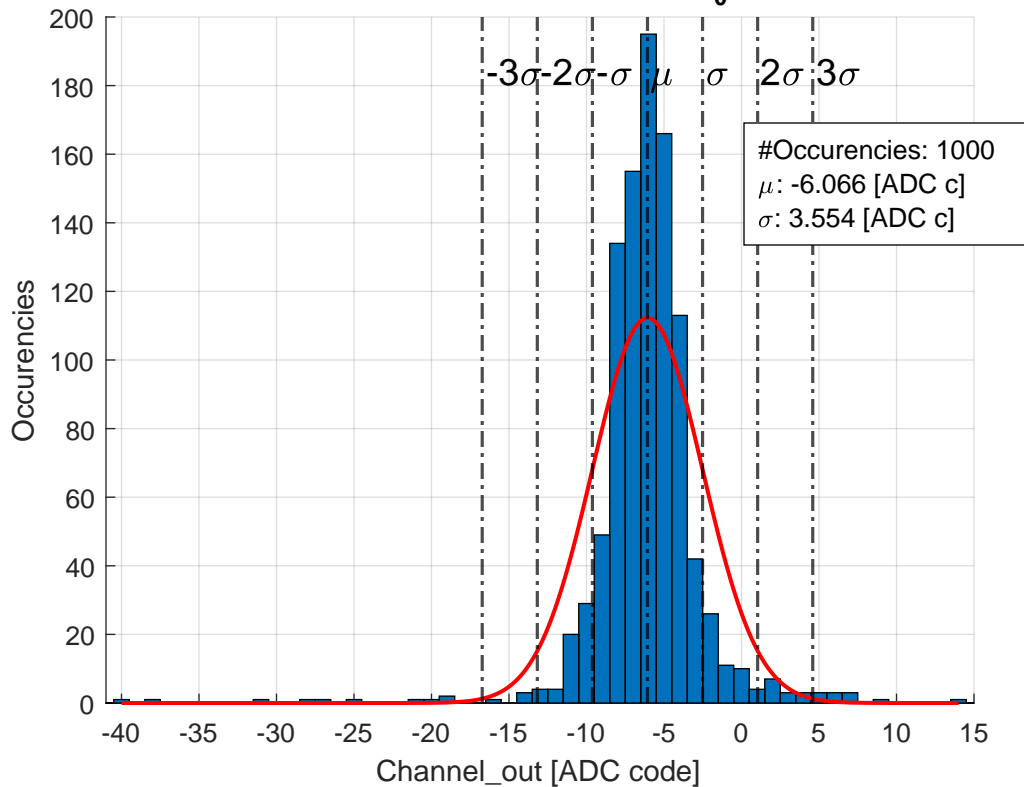 0
200
180
160
140
120
100
80
60
40
20
0
Occurencies
-3σ -2σ -σ μ σ 2σ 3σ
#Occurencies: 1000
μ: -6.066 [ADC c]
σ: 3.554 [ADC c]
-40 -35 -30 -25 -20 -15 -10 -5 0 5 10 15
Channel_out [ADC code]